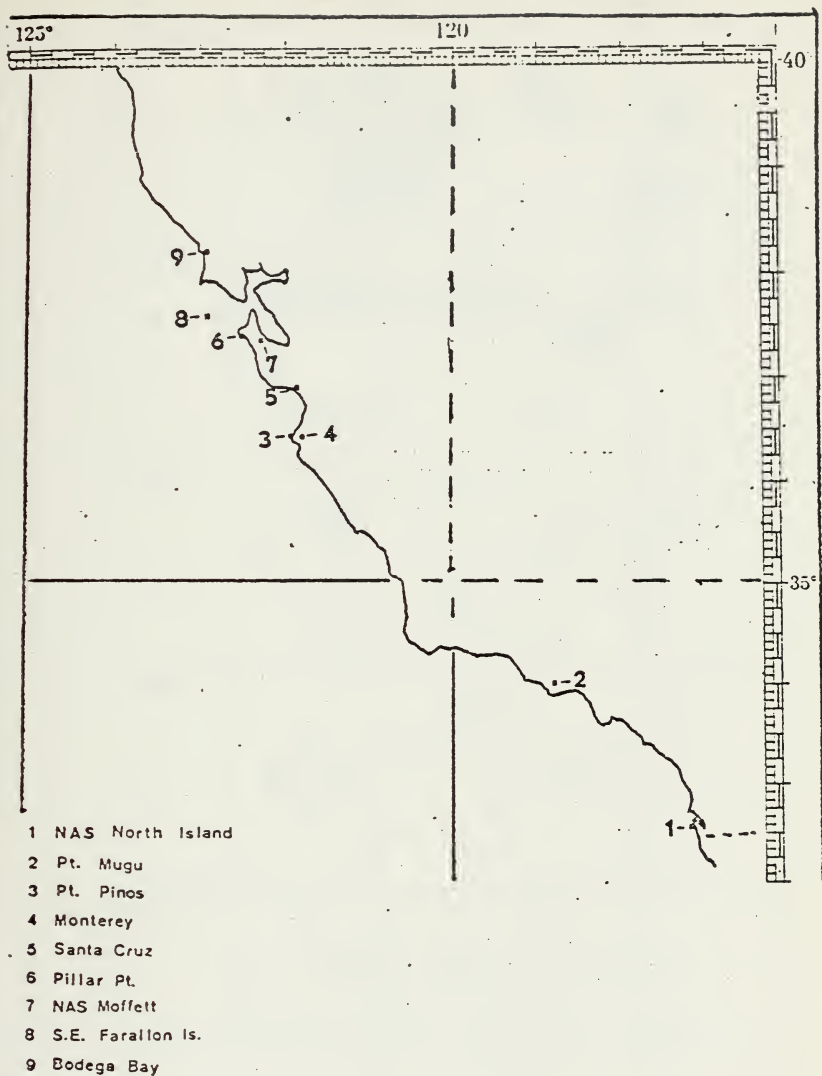 125° 120
40
9
8
6
7
5
3 4
35°
2
1
1 NAS North Island
2 Pt. Mugu
3 Pt. Pinos
4 Monterey
5 Santa Cruz
6 Pillar Pt.
7 NAS Moffett
8 S.E. Farallon Is.
9 Bodega Bay